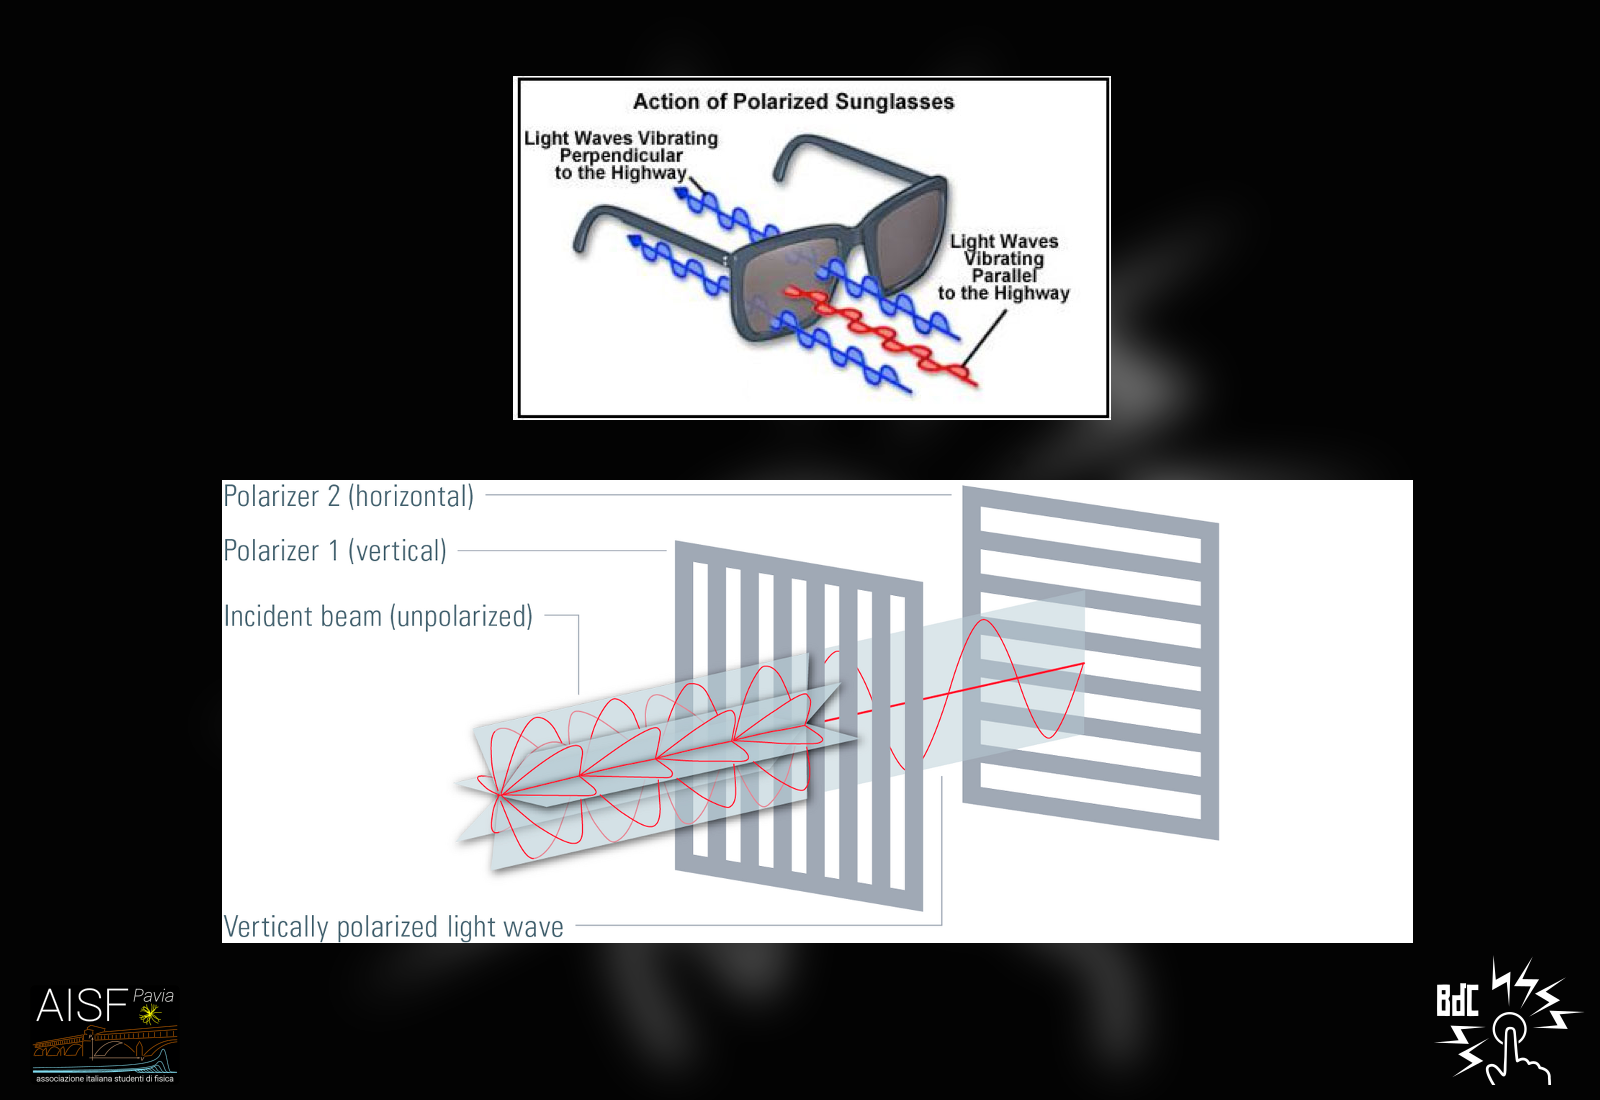 Action of Polarized Sunglasses
Light Waves Vibrating
Perpendicular
to the Highway
Light Waves
Vibrating
Parallel
to the Highway
Polarizer 2 (horizontal)
Polarizer 1 (vertical)
Incident beam (unpolarized)
Vertically polarized light wave
AISF Pavia
associazione italiana studenti di fisica
BdC